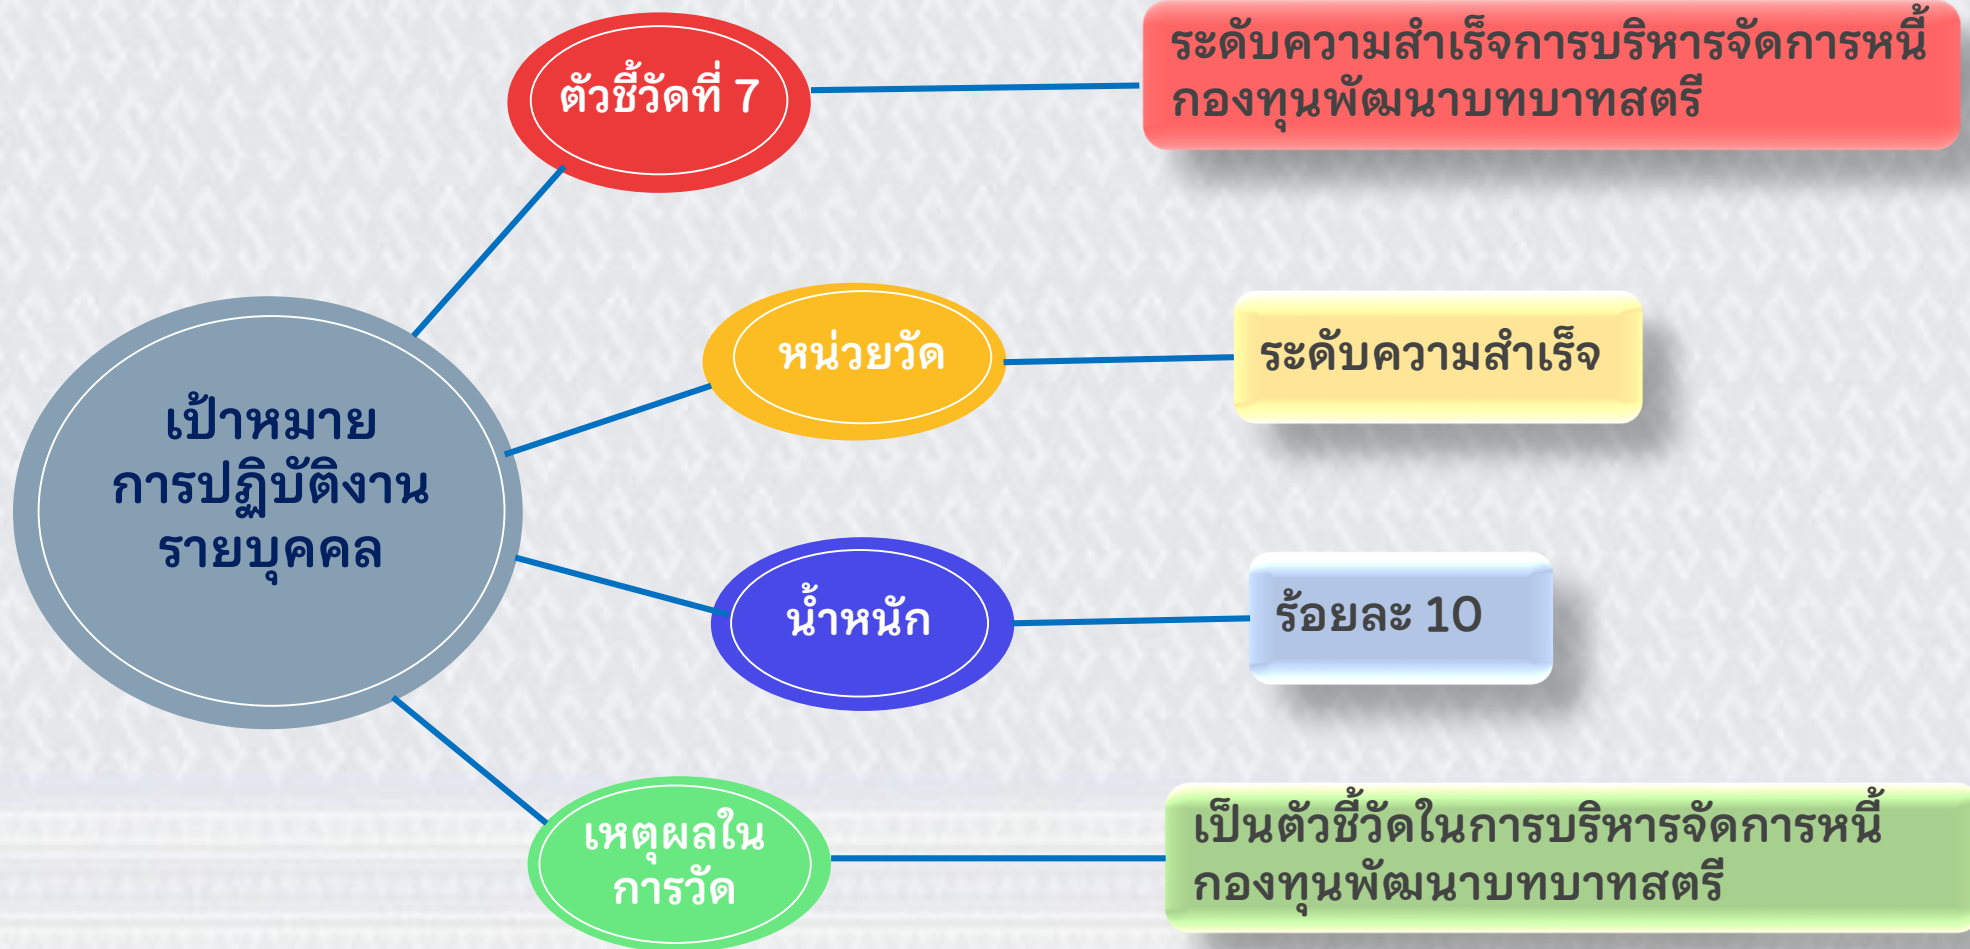 ตัวชี้วัดที่ 7
ระดับความสำเร็จการบริหารจัดการหนี้
กองทุนพัฒนาบทบาทสตรี
หน่วยวัด
ระดับความสำเร็จ
เป้าหมาย
การปฏิบัติงาน
รายบุคคล
น้ำหนัก
ร้อยละ 10
เหตุผลใน
การวัด
เป็นตัวชี้วัดในการบริหารจัดการหนี้
กองทุนพัฒนาบทบาทสตรี